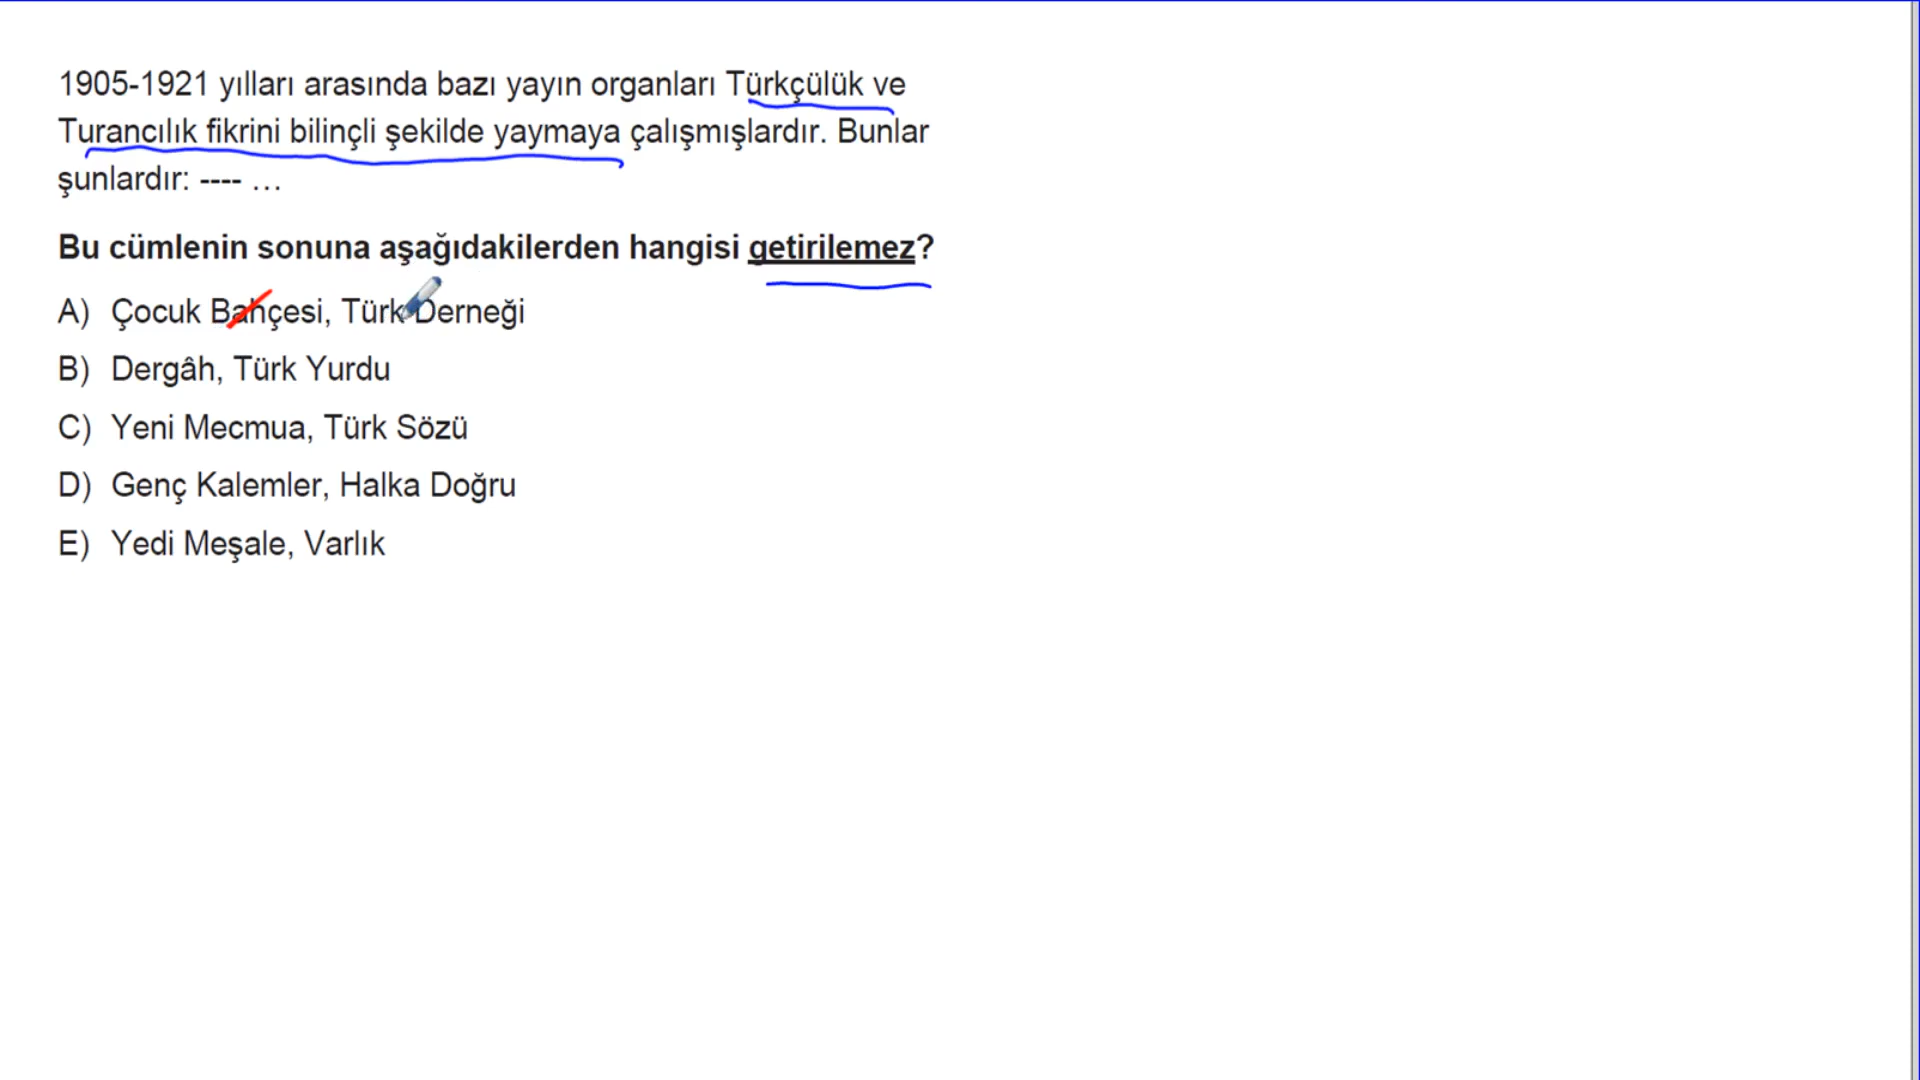 1905-1921 yılları arasında bazı yayın organları Türkçülük ve
Turancılık fikrini bilinçli şekilde yaymaya çalışmışlardır. Bunlar
şunlardır: ---- …
Bu cümlenin sonuna aşağıdakilerden hangisi getirilemez?
A) Çocuk Bahçesi, Türk Derneği
B) Dergâh, Türk Yurdu
C) Yeni Mecmua, Türk Sözü
D) Genç Kalemler, Halka Doğru
E) Yedi Meşale, Varlık